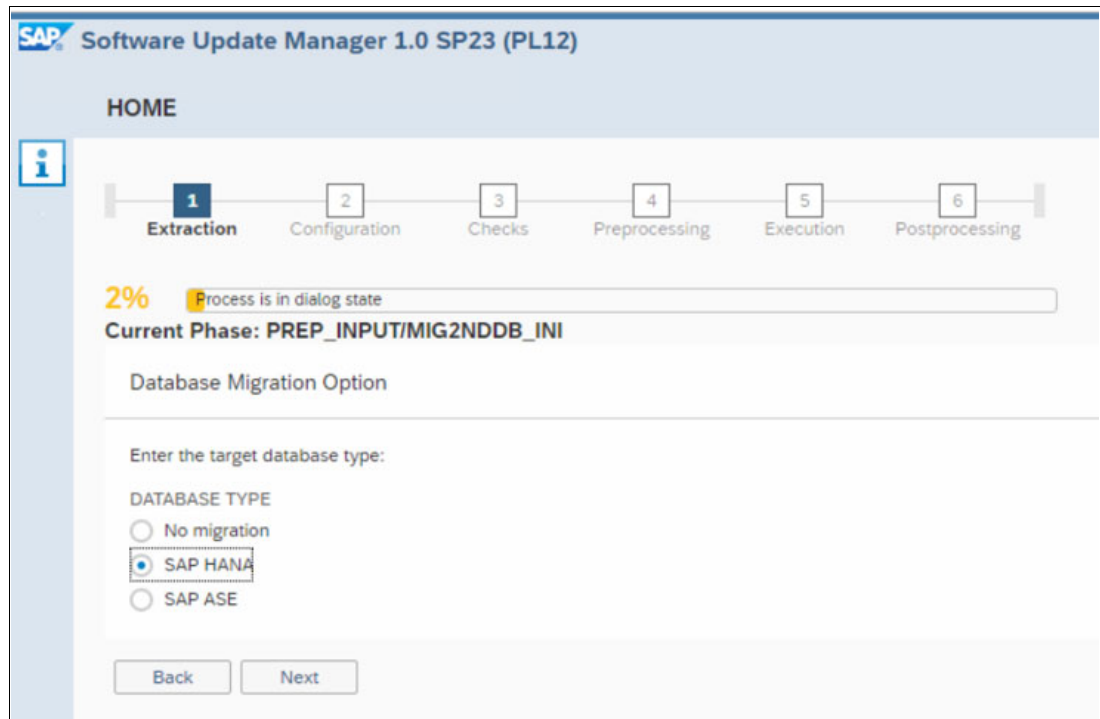 SAP Software Update Manager 1.0 SP23 (PL12)
HOME
i
1 2 3 4 5 6
Extraction Configuration Checks Preprocessing Execution Postprocessing
2% Process is in dialog state
Current Phase: PREP_INPUT/MIG2NDDB_INI
Database Migration Option
Enter the target database type:
DATABASE TYPE
No migration
SAP HANA
SAP ASE
Back Next